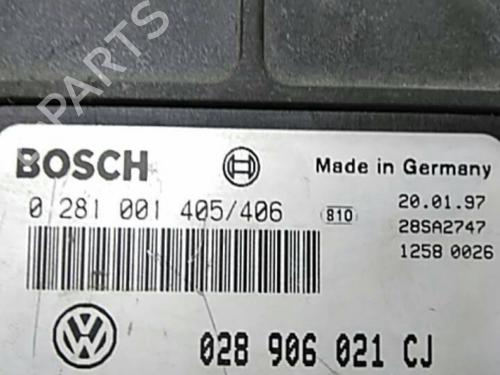 PARTS
BOSCH
Made in Germany
0 281 001 405/406
810
20.01.97
28SA2747
1258 0026
VW
028 906 021 CJ